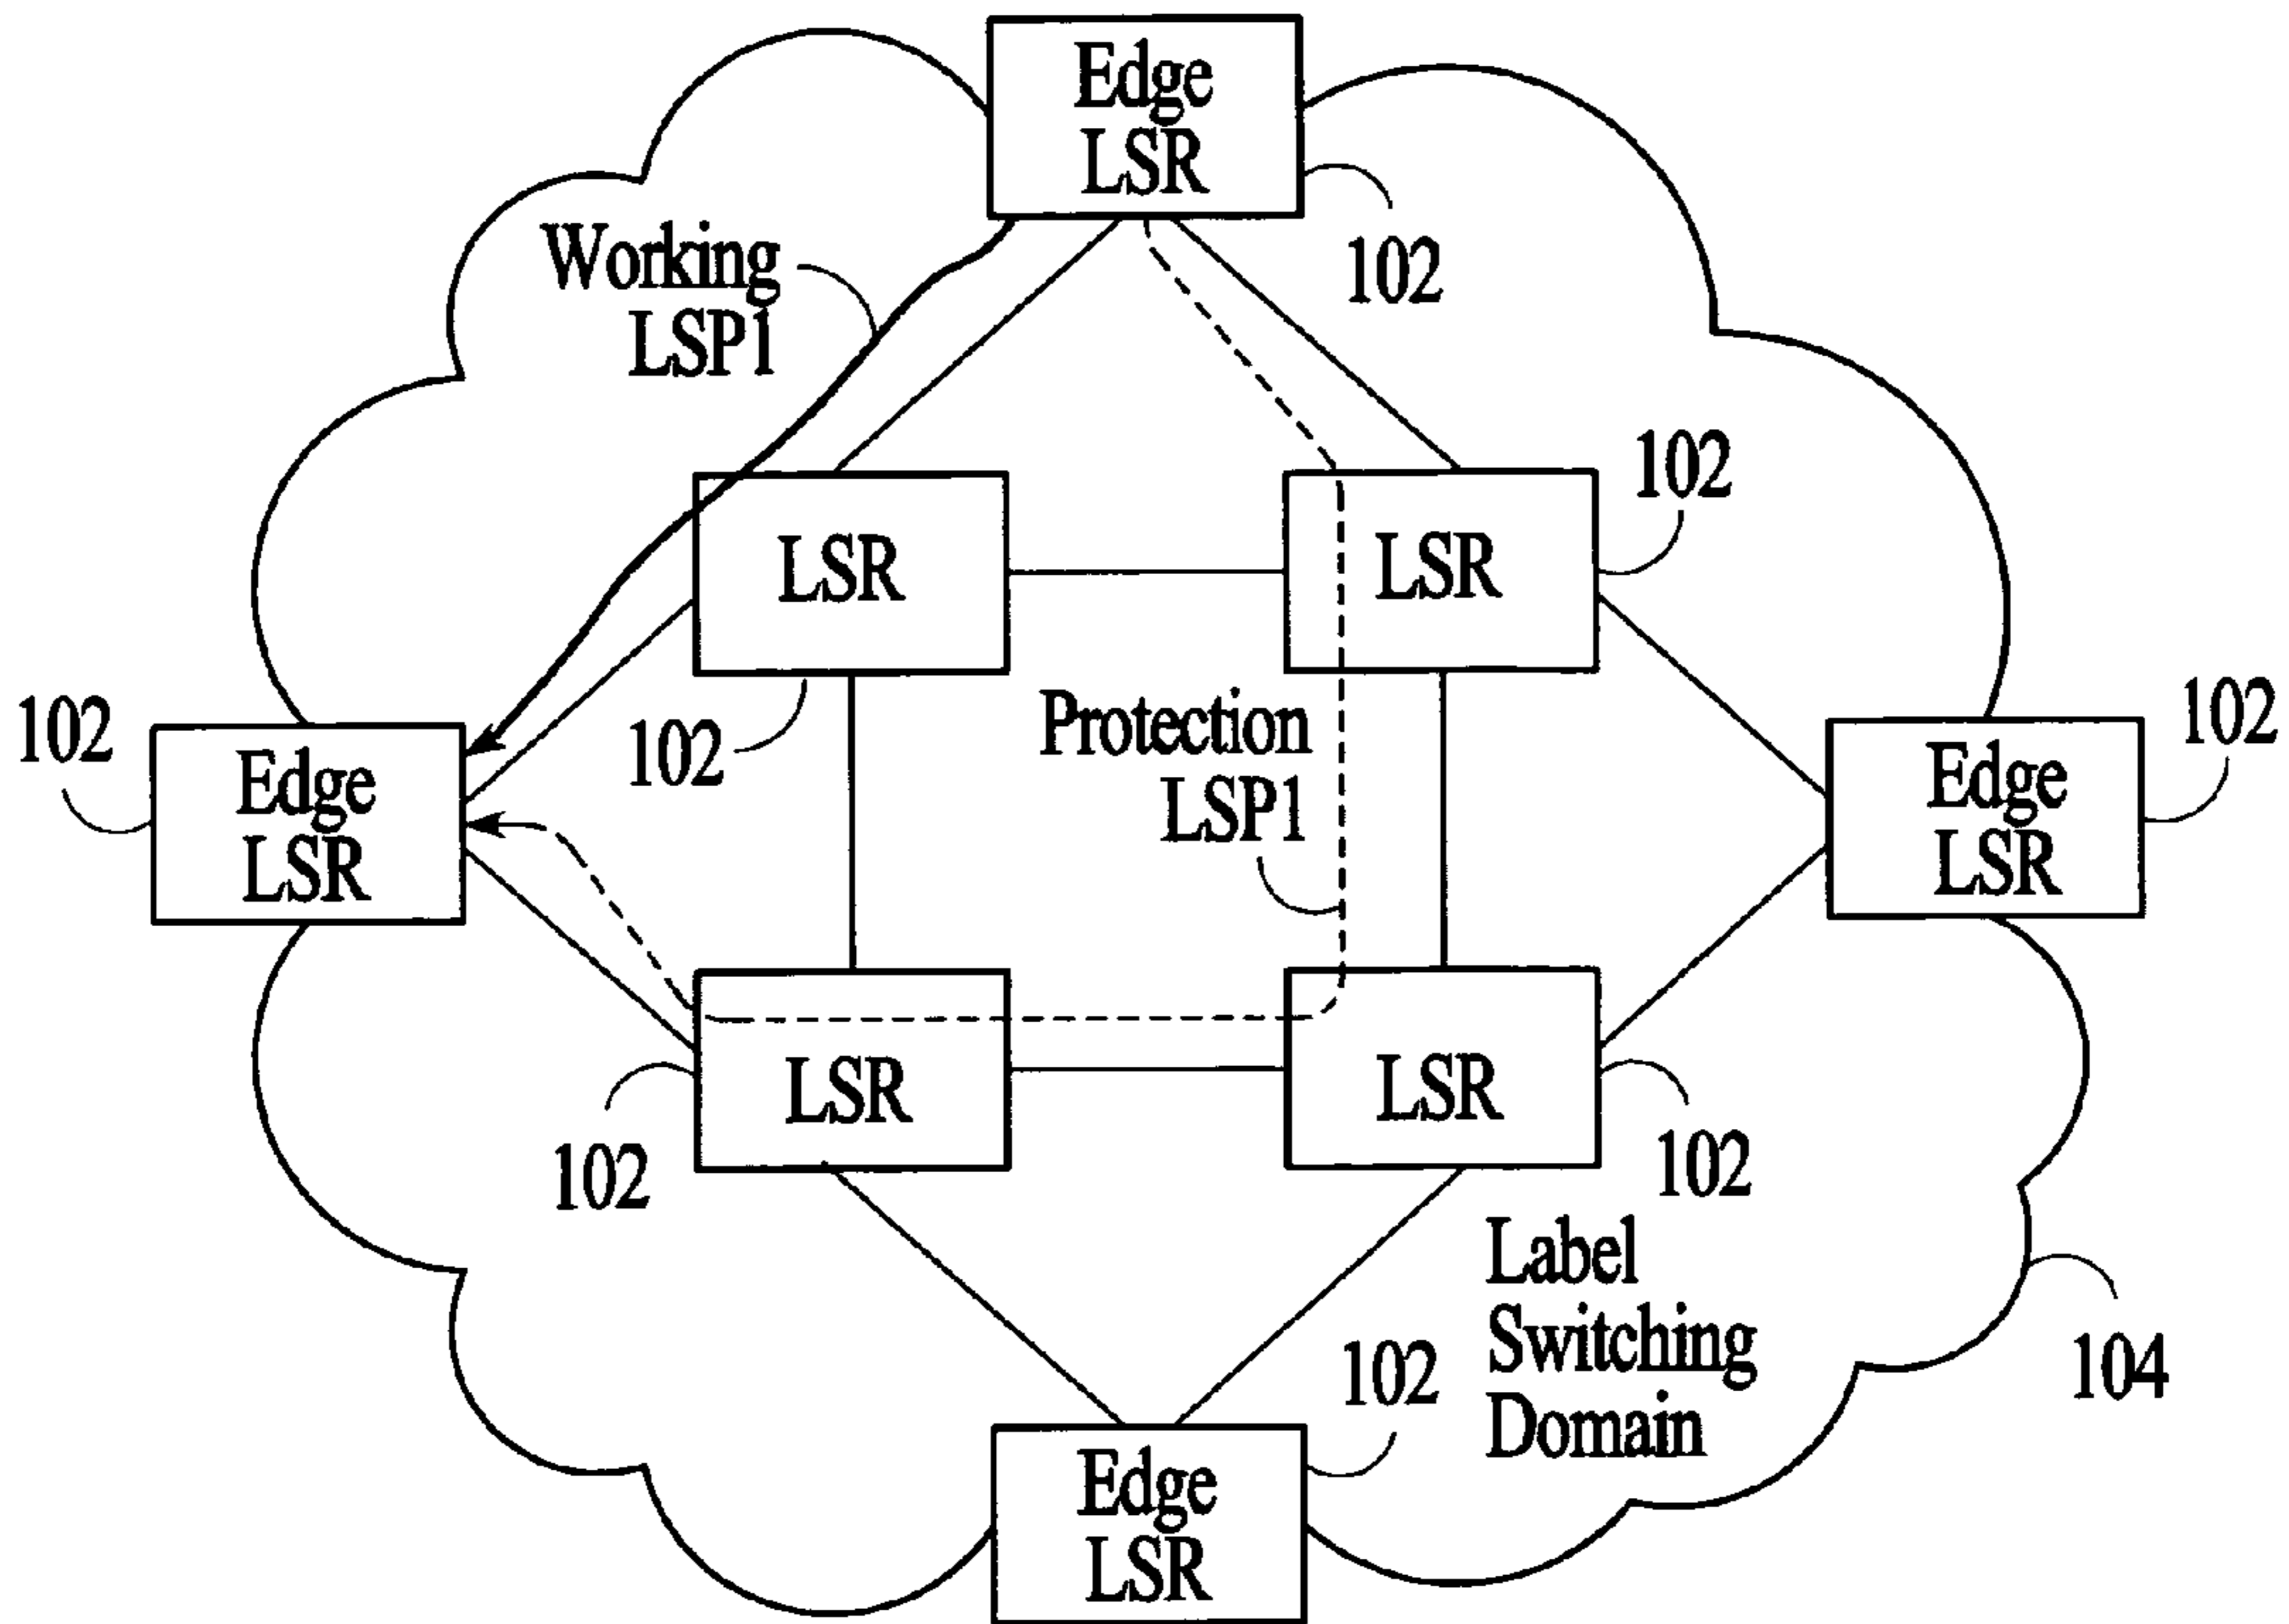 Edge
LSR
102
Working
LSP1
102
LSR
LSR
102
102
Edge
LSR
102
Protection
LSP1
Edge
LSR
102
LSR
102
LSR
102
Label
Switching
Domain
104
102
Edge
LSR